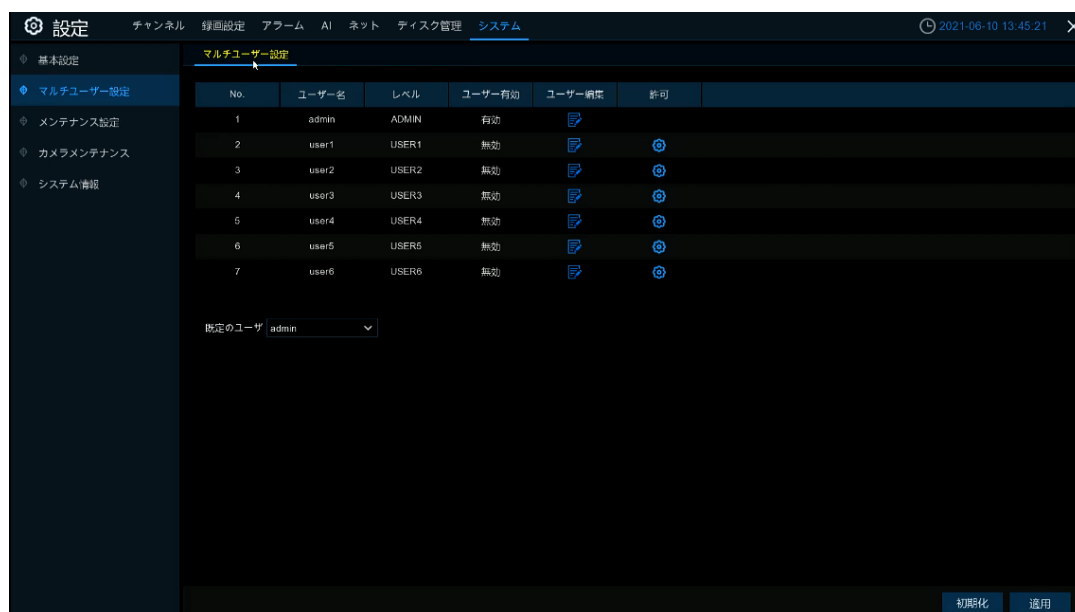 設定 チャンネル 録画設定 アラーム AI ネット ディスク管理 システム 2021-06-10 13:45:21
基本設定
マルチユーザー設定
メンテナンス設定
カメラメンテナンス
システム情報
マルチユーザー設定
No. ユーザー名 レベル ユーザー有効 ユーザー編集 許可
1 admin ADMIN 有効
2 user1 USER1 無効
3 user2 USER2 無効
4 user3 USER3 無効
5 user4 USER4 無効
6 user5 USER5 無効
7 user6 USER6 無効
既定のユーザ admin
初期化 適用